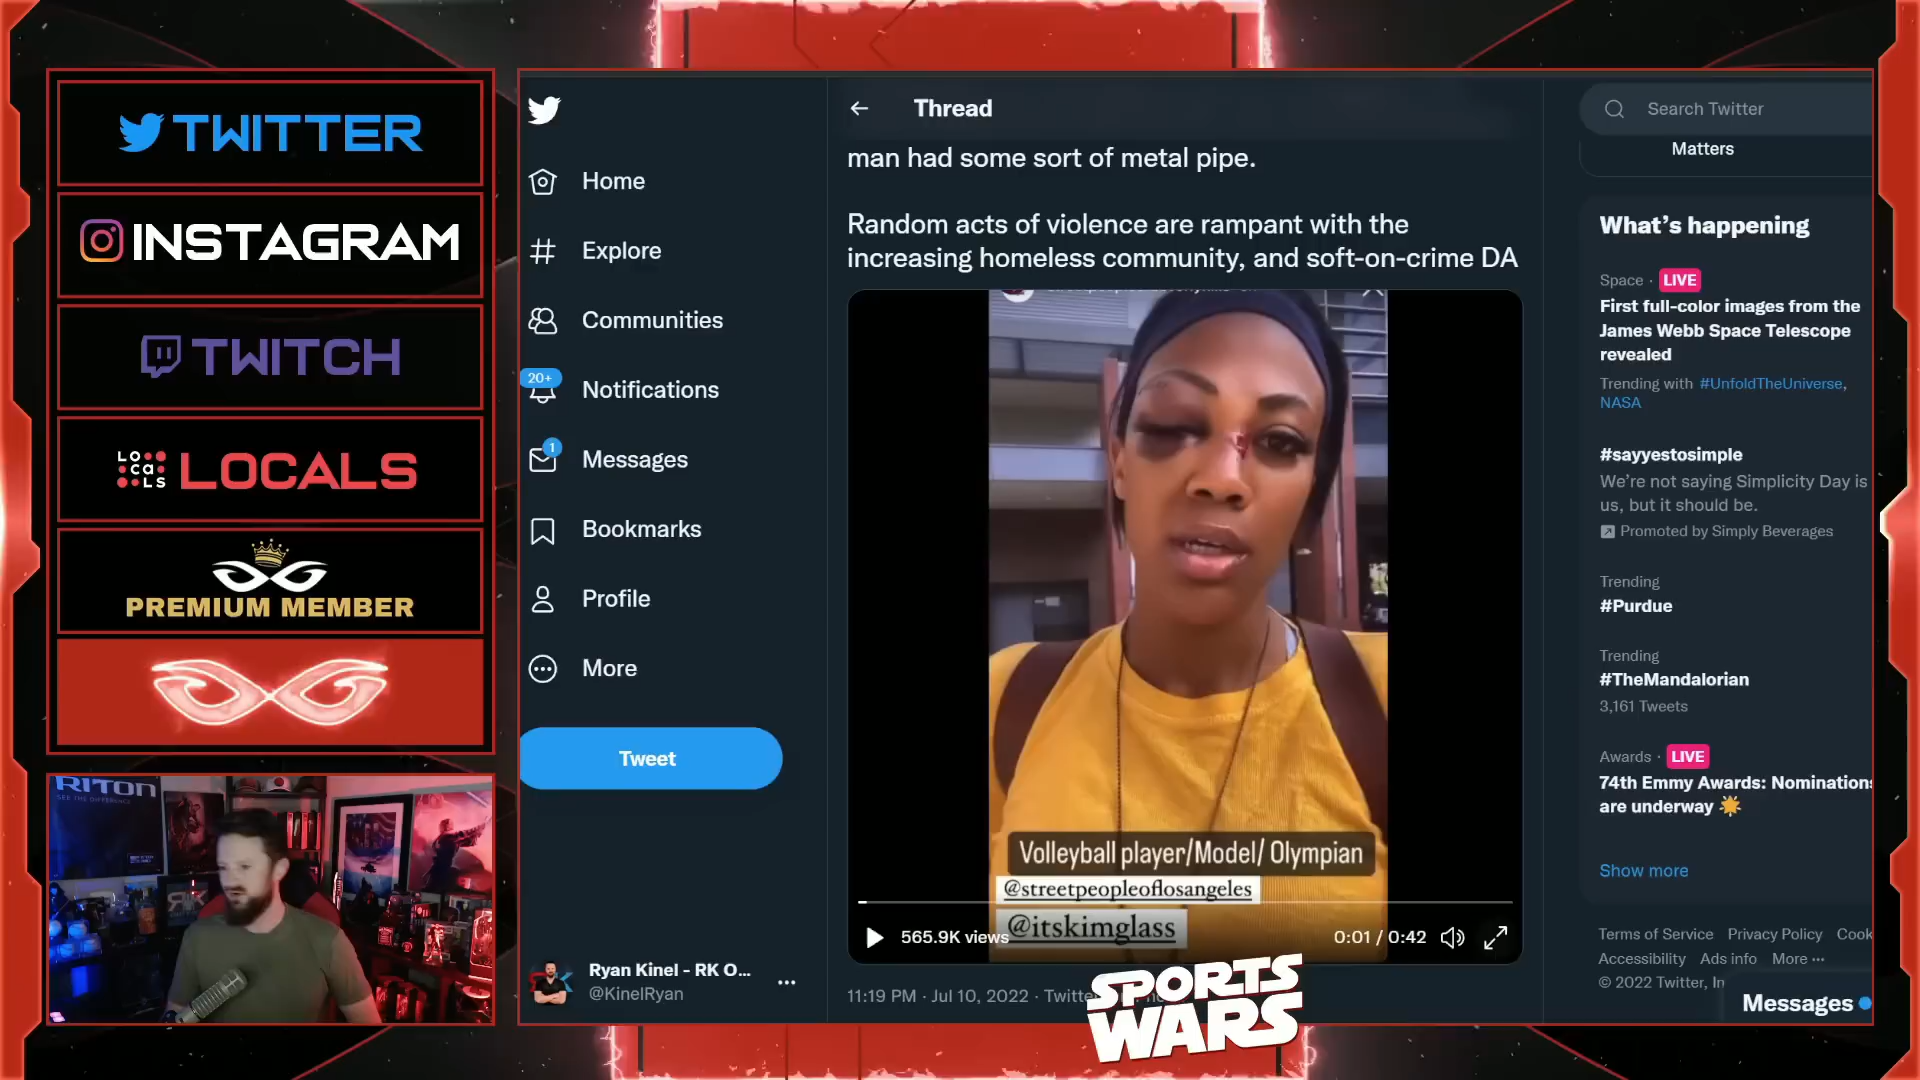 TWITTER
INSTAGRAM
TWITCH
LOCALS
LOCALS
PREMIUM MEMBER
RITON
SEE THE DIFFERENCE
Home
Explore
Communities
20+
Notifications
1
Messages
Bookmarks
Profile
More
Tweet
Ryan Kinel - RK O...
@KinelRyan
Thread
man had some sort of metal pipe.
Random acts of violence are rampant with the
increasing homeless community, and soft-on-crime DA
Volleyball player/Model/ Olympian
@streetpeopleoflosangeles
@itskimglass
565.9K views
0:01 / 0:42
11:19 PM · Jul 10, 2022 · Twitte
SPORTS
WARS
Search Twitter
Matters
What's happening
Space · LIVE
First full-color images from the
James Webb Space Telescope
revealed
Trending with #UnfoldTheUniverse,
NASA
#sayyestosimple
We're not saying Simplicity Day is
us, but it should be.
Promoted by Simply Beverages
Trending
#Purdue
Trending
#TheMandalorian
3,161 Tweets
Awards · LIVE
74th Emmy Awards: Nominations
are underway
Show more
Terms of Service Privacy Policy Cook
Accessibility Ads info More ···
© 2022 Twitter, In
Messages